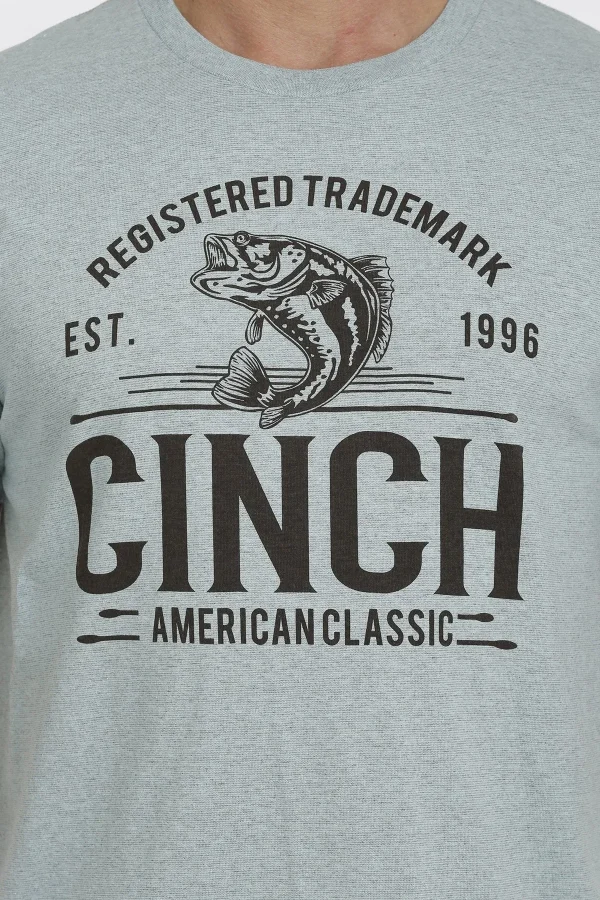 REGISTERED TRADEMARK
EST. 1996
CINCH
AMERICAN CLASSIC